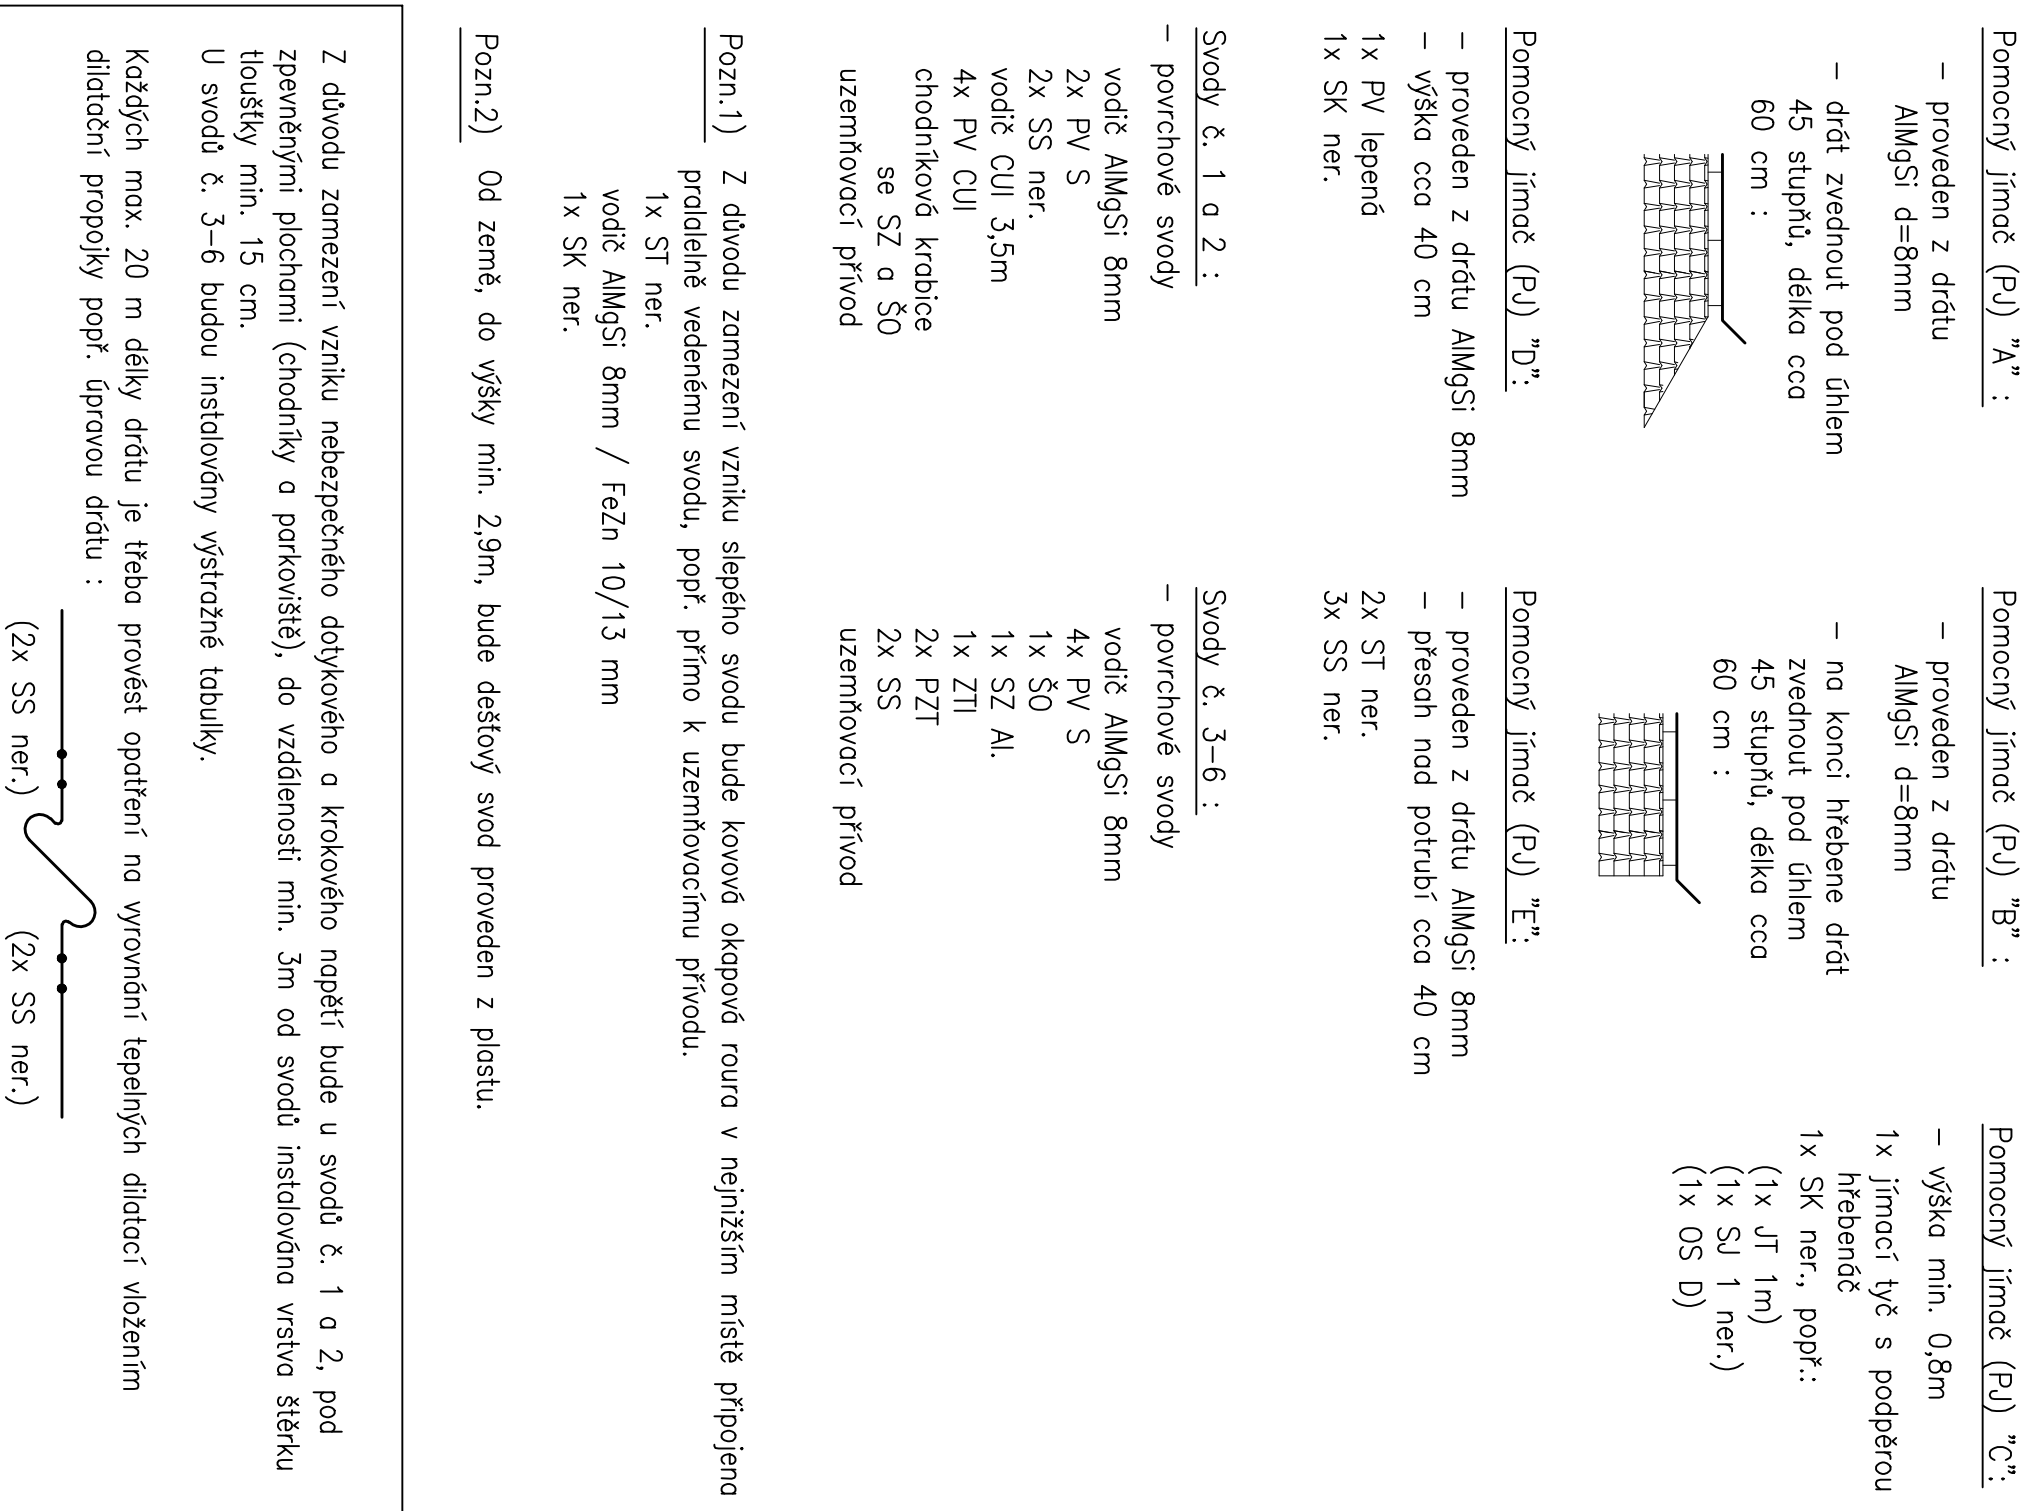 Pomocný jímač (PJ) "A" :
- proveden z drátu
AlMgSi d=8mm
- drát zvednout pod úhlem
45 stupňů, délka cca
60 cm :
Pomocný jímač (PJ) "B" :
- proveden z drátu
AlMgSi d=8mm
- na konci hřebene drát
zvednout pod úhlem
45 stupňů, délka cca
60 cm :
Pomocný jímač (PJ) "C":
- výška min. 0,8m
1x jímací tyč s podpěrou
hřebenáč
1x SK ner., popř.:
(1x JT 1m)
(1x SJ 1 ner.)
(1x OS D)
Pomocný jímač (PJ) "D":
- proveden z drátu AlMgSi 8mm
- výška cca 40 cm
1x PV lepená
1x SK ner.
Pomocný jímač (PJ) "E":
- proveden z drátu AlMgSi 8mm
- přesah nad potrubí cca 40 cm
2x ST ner.
3x SS ner.
Svody č. 1 a 2 :
- povrchové svody
vodič AlMgSi 8mm
2x PV S
2x SS ner.
vodič CUI 3,5m
4x PV CUI
chodníková krabice
se SZ a ŠO
uzemňovací přívod
Svody č. 3-6 :
- povrchové svody
vodič AlMgSi 8mm
4x PV S
1x ŠO
1x SZ Al.
1x ZTI
2x PZT
2x SS
uzemňovací přívod
Pozn.1) Z důvodu zamezení vzniku slepého svodu bude kovová okapová roura v nejnižším místě připojena
pralalelně vedenému svodu, popř. přímo k uzemňovacímu přívodu.
1x ST ner.
vodič AlMgSi 8mm / FeZn 10/13 mm
1x SK ner.
Pozn.2) Od země, do výšky min. 2,9m, bude dešťový svod proveden z plastu.
Z důvodu zamezení vzniku nebezpečného dotykového a krokového napětí bude u svodů č. 1 a 2, pod
zpevněnými plochami (chodníky a parkoviště), do vzdálenosti min. 3m od svodů instalována vrstva štěrku
tloušťky min. 15 cm.
U svodů č. 3-6 budou instalovány výstražné tabulky.
Každých max. 20 m délky drátu je třeba provést opatření na vyrovnání tepelných dilatací vložením
dilatační propojky popř. úpravou drátu :
(2x SS ner.) (2x SS ner.)